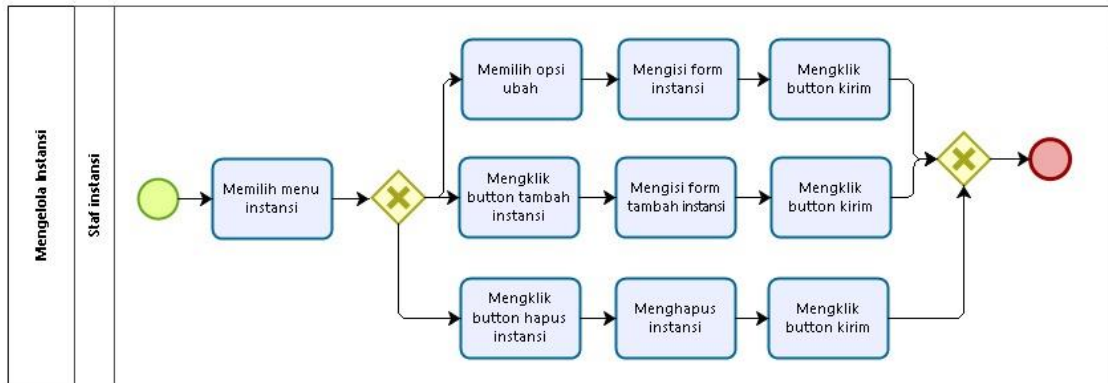 Mengelola Instansi
Staf instansi
Memilih menu
instansi
Memilih opsi
ubah
Mengisi form
instansi
Mengklik
button kirim
Mengklik
button tambah
instansi
Mengisi form
tambah instansi
Mengklik
button kirim
Mengklik
button hapus
instansi
Menghapus
instansi
Mengklik
button kirim